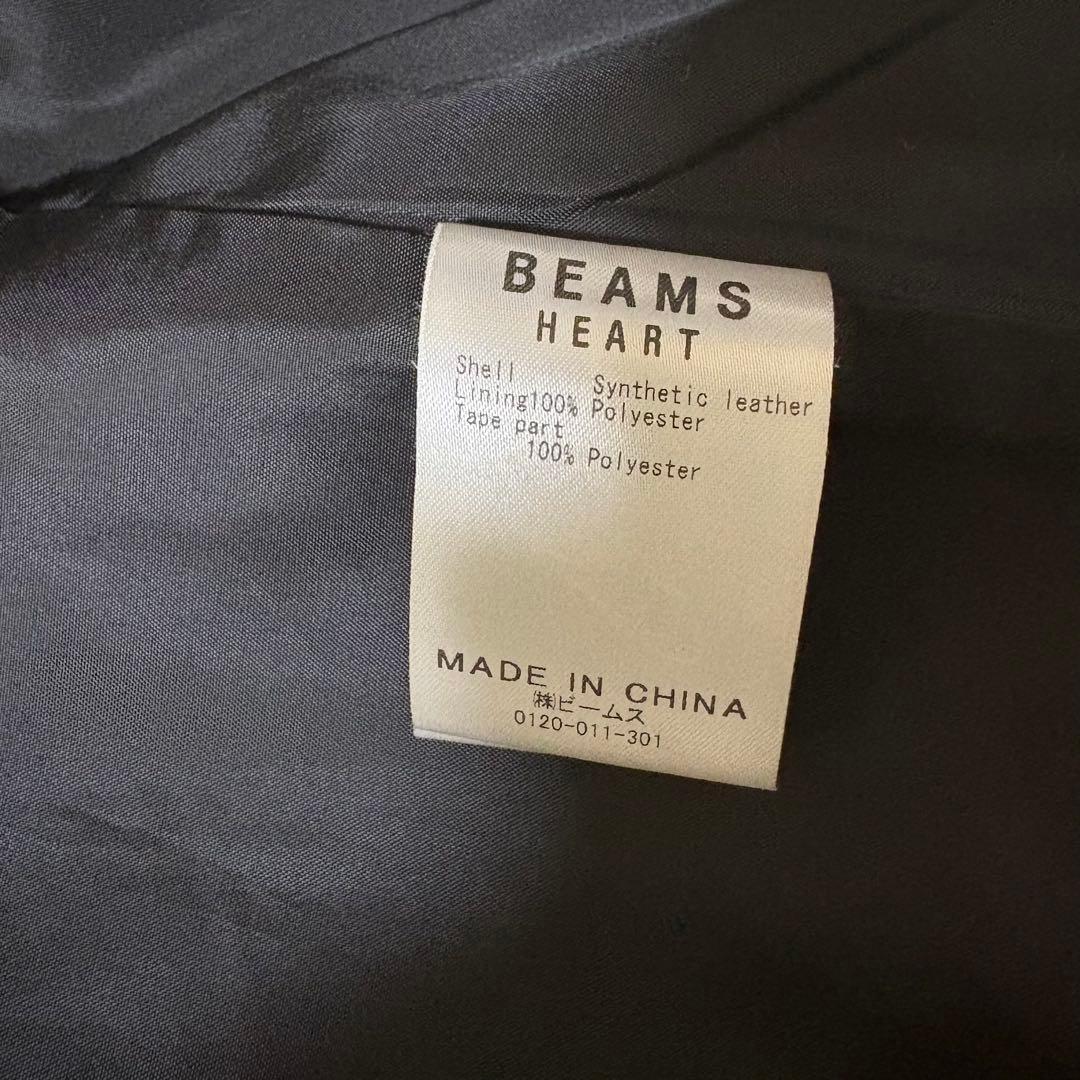 BEAMS
HEART
Shell Synthetic leather
Lining100% Polyester
Tape part
100% Polyester
MADE IN CHINA
㈱ビームス
0120-011-301